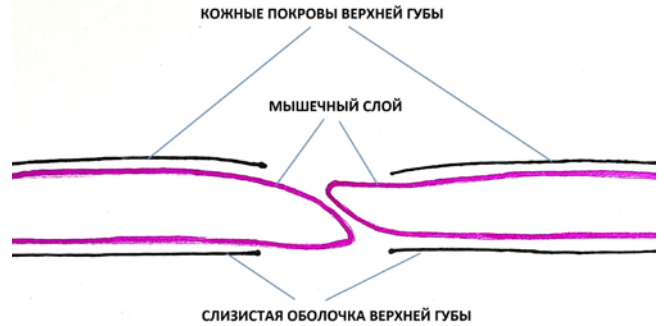 КОЖНЫЕ ПОКРОВЫ ВЕРХНЕЙ ГУБЫ
МЫШЕЧНЫЙ СЛОЙ
СЛИЗИСТАЯ ОБОЛОЧКА ВЕРХНЕЙ ГУБЫ